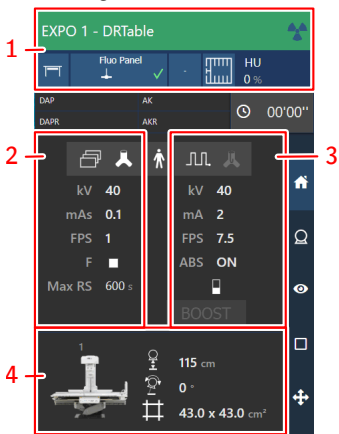 EXPO 1 - DRTable
1
Fluo Panel
HU
0 %
DAP AK
DAPR AKR
00'00''
2
3
kV 40 kV 40
mAs 0.1 mA 2
FPS 1 FPS 7.5
F ABS ON
Max RS 600 s
BOOST
4
1
115 cm
0 °
43.0 x 43.0 cm²